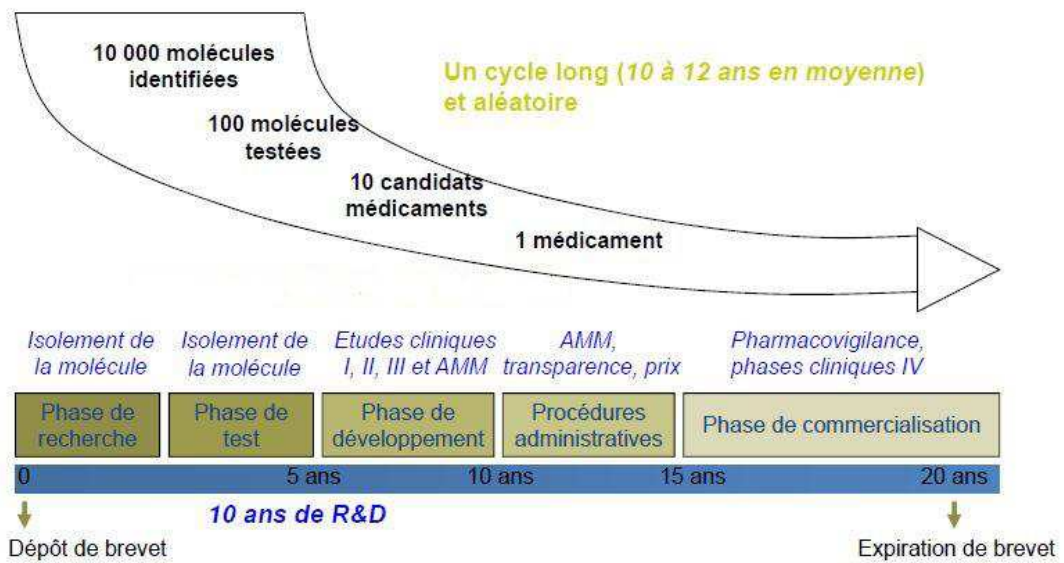 10 000 molécules
identifiées
Un cycle long (10 à 12 ans en moyenne)
et aléatoire
100 molécules
testées
10 candidats
médicaments
1 médicament
Isolement de
la molécule
Isolement de
la molécule
Etudes cliniques
I, II, III et AMM
AMM,
transparence, prix
Pharmacovigilance,
phases cliniques IV
Phase de
recherche
Phase de
test
Phase de
développement
Procédures
administratives
Phase de commercialisation
0
5 ans
10 ans
15 ans
20 ans
10 ans de R&D
Dépôt de brevet
Expiration de brevet